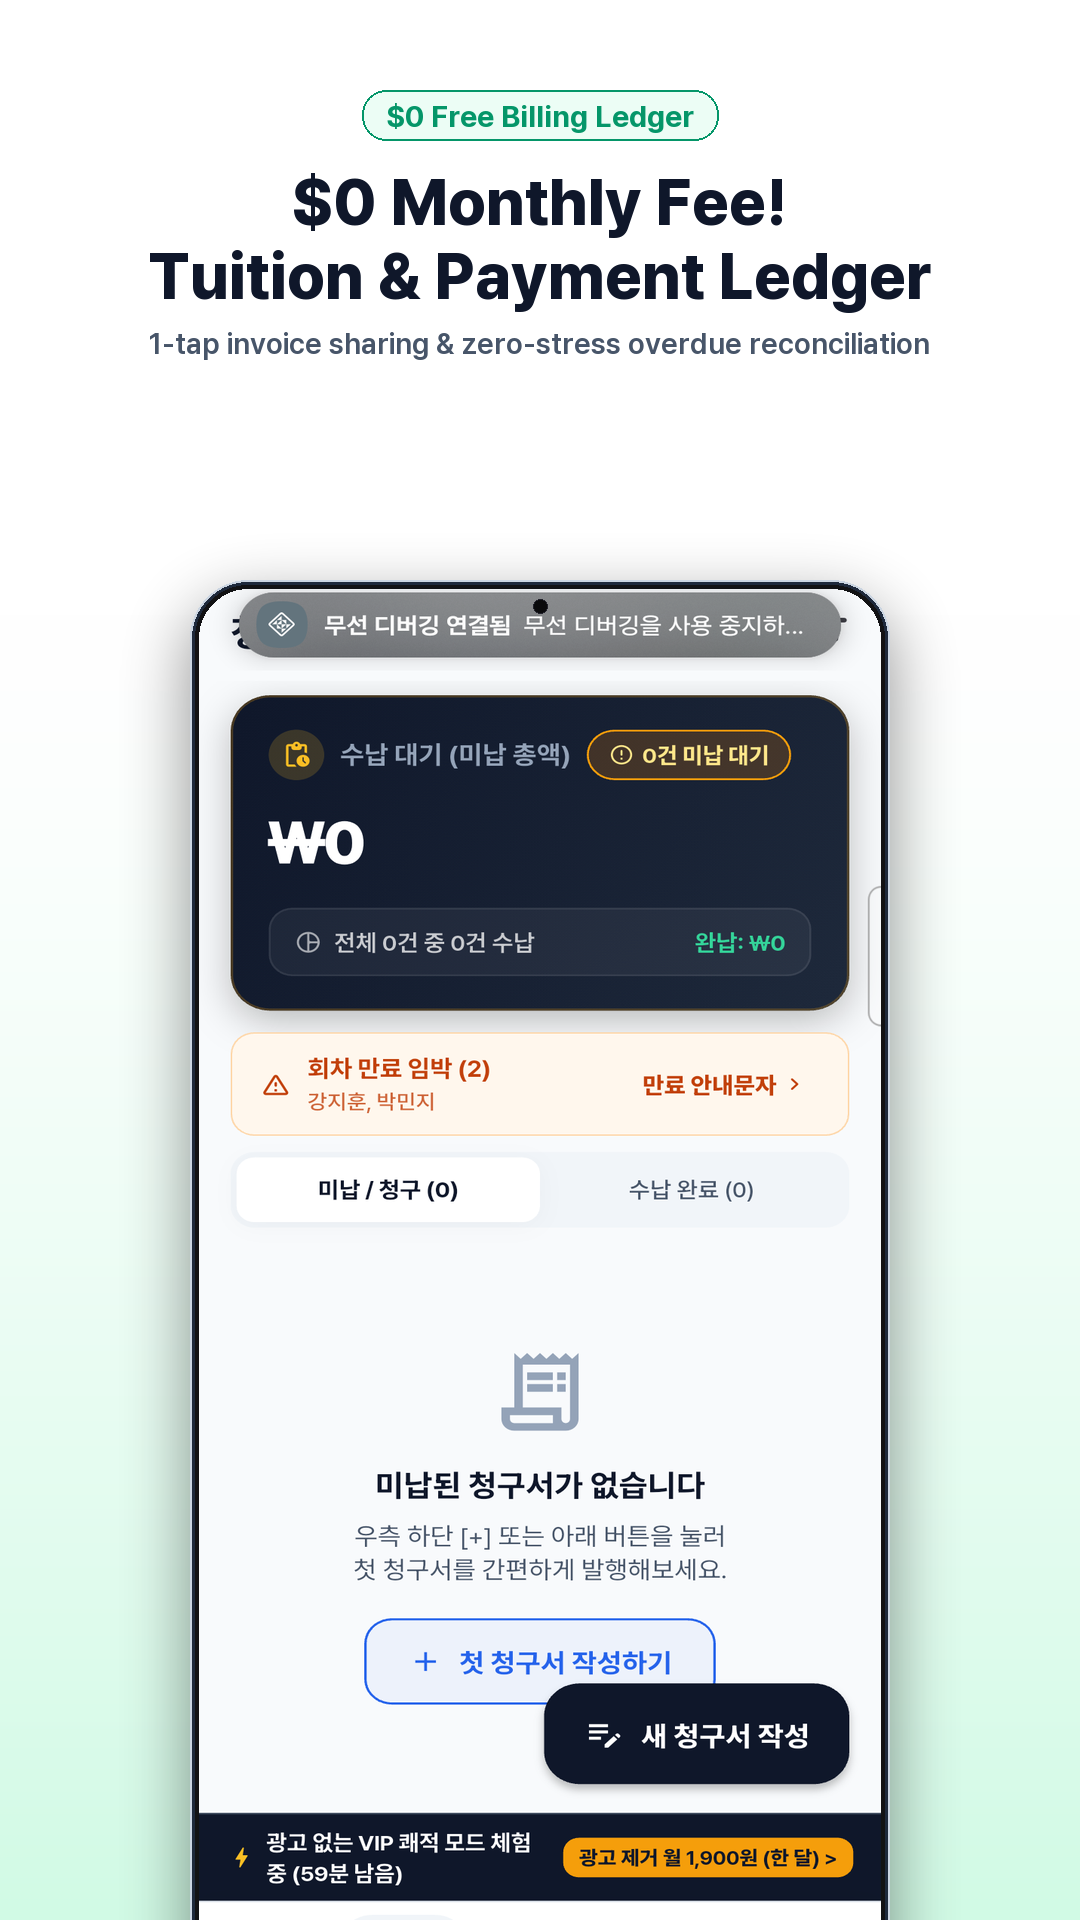 $0 Free Billing Ledger
$0 Monthly Fee!
Tuition & Payment Ledger
1-tap invoice sharing & zero-stress overdue reconciliation
무선 디버깅 연결됨 무선 디버깅을 사용 중지하...
수납 대기 (미납 총액)
0건 미납 대기
₩0
전체 0건 중 0건 수납
완납: ₩0
회차 만료 임박 (2)
강지훈, 박민지
만료 안내문자 >
미납 / 청구 (0)
수납 완료 (0)
미납된 청구서가 없습니다
우측 하단 [+] 또는 아래 버튼을 눌러
첫 청구서를 간편하게 발행해보세요.
+ 첫 청구서 작성하기
새 청구서 작성
광고 없는 VIP 쾌적 모드 체험
중 (59분 남음)
광고 제거 월 1,900원 (한 달) >